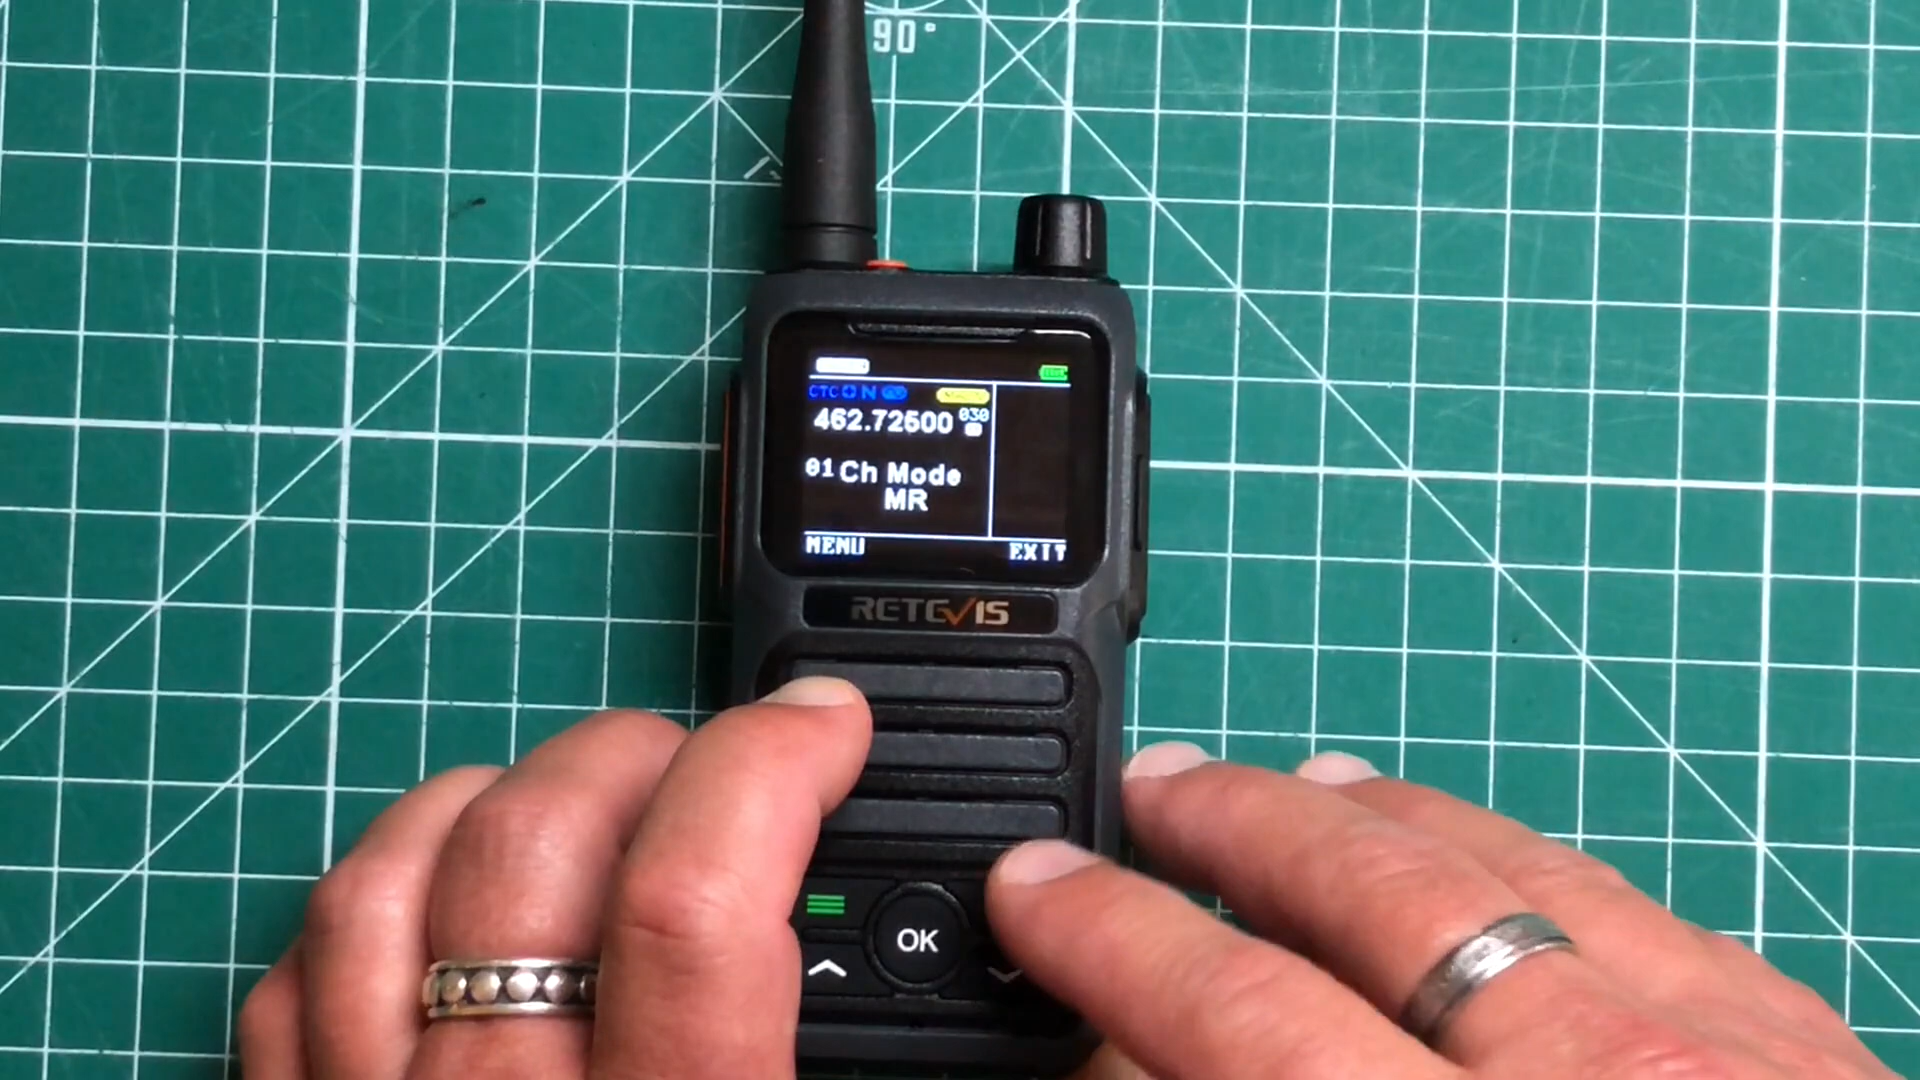 90°
CTC N
462.72500 030
01 Ch Mode
MR
MENU EXIT
RETEVIS
OK